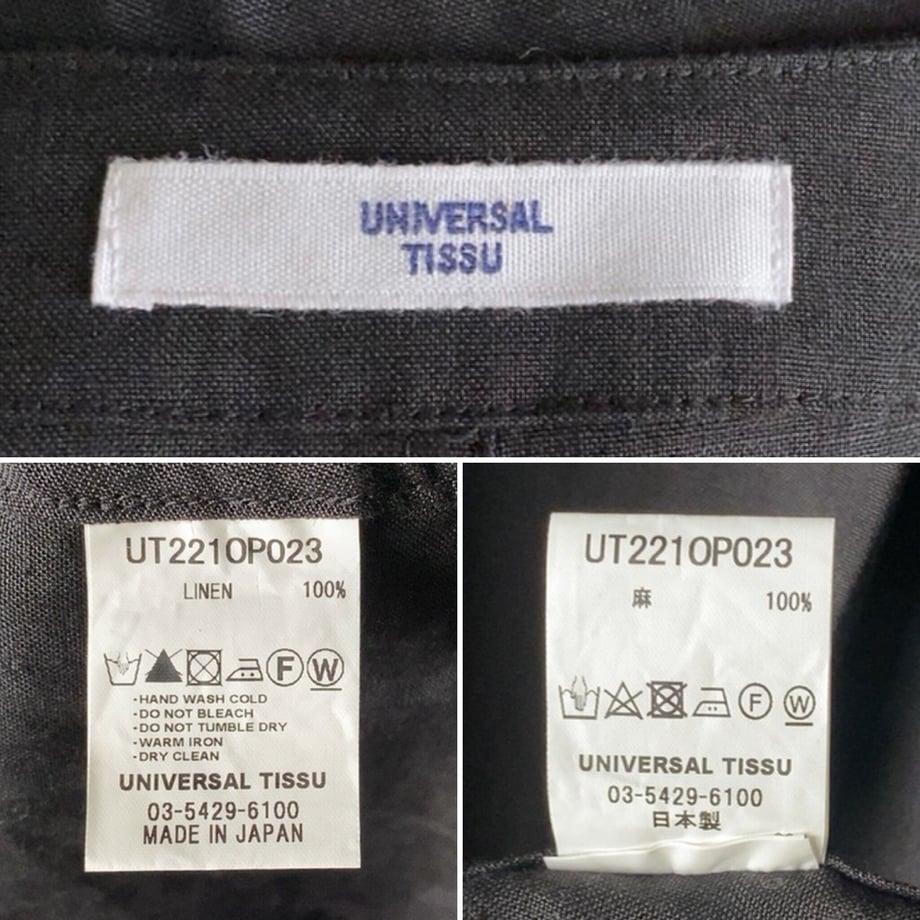 UNIVERSAL
TISSU
UT221OP023
LINEN 100%
F W
-HAND WASH COLD
-DO NOT BLEACH
-DO NOT TUMBLE DRY
-WARM IRON
-DRY CLEAN
UNIVERSAL TISSU
03-5429-6100
MADE IN JAPAN
UT221OP023
麻 100%
F W
UNIVERSAL TISSU
03-5429-6100
日本製